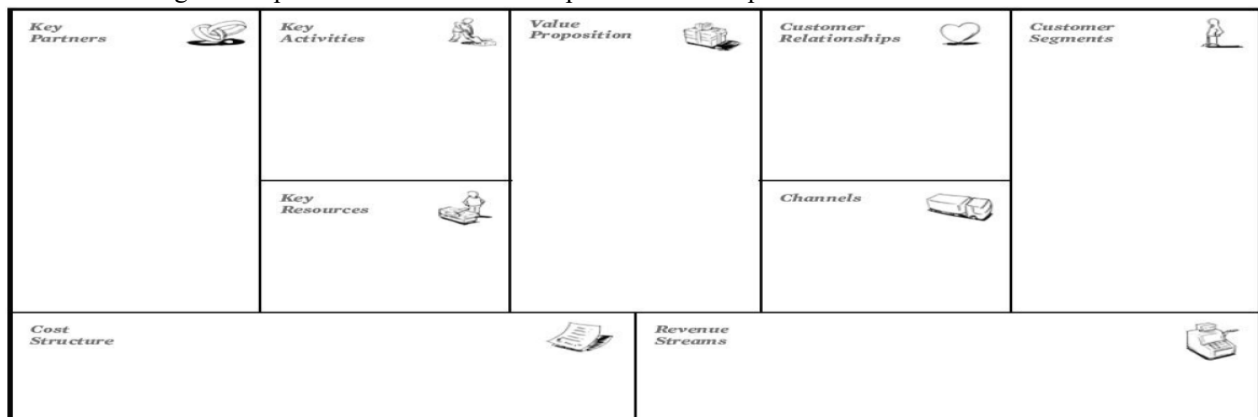 Key
Partners
Key
Activities
Value
Proposition
Customer
Relationships
Customer
Segments
Key
Resources
Channels
Cost
Structure
Revenue
Streams